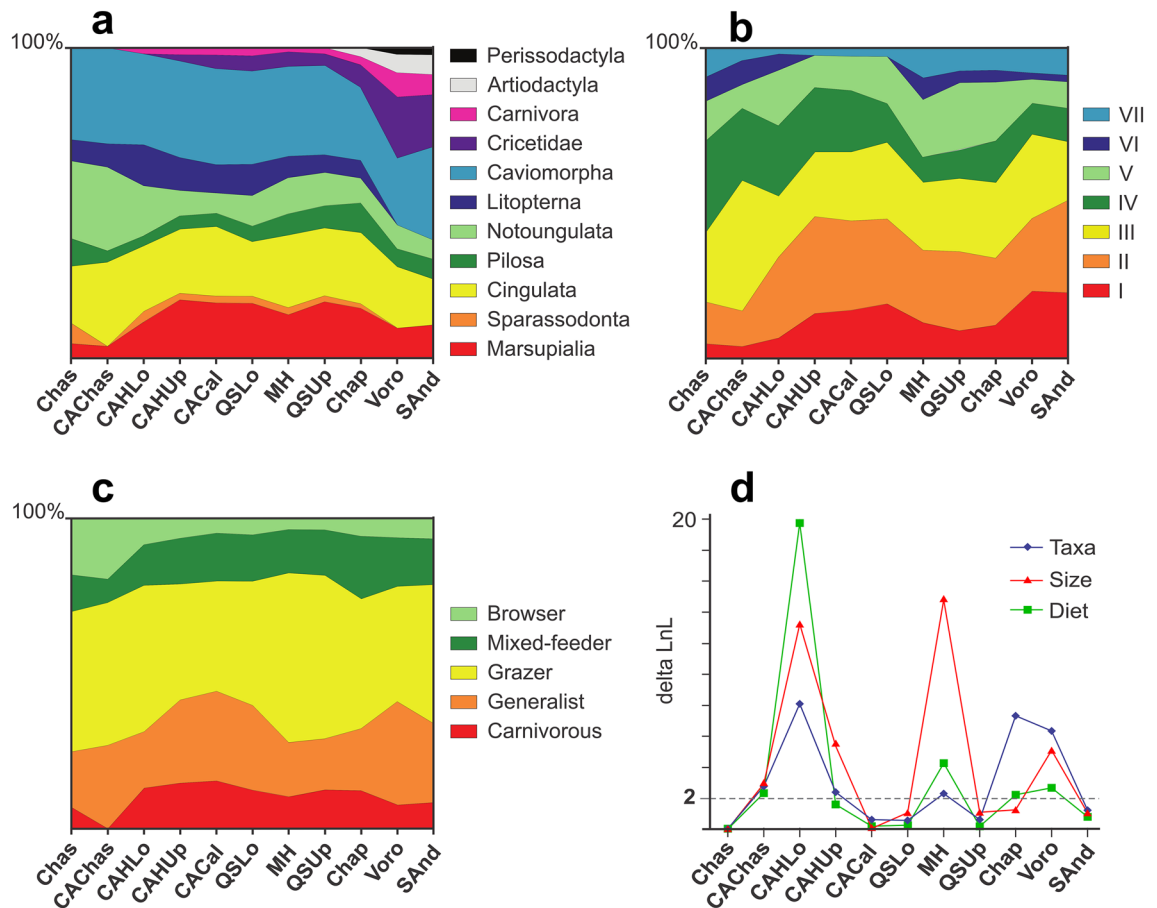 a
100%
Perissodactyla
Artiodactyla
Carnivora
Cricetidae
Caviomorpha
Litopterna
Notoungulata
Pilosa
Cingulata
Sparassodonta
Marsupialia
Chas
CAChas
CAHLo
CAHUp
CACal
QSLo
MH
QSUp
Chap
Voro
SAnd
b
100%
VII
VI
V
IV
III
II
I
Chas
CAChas
CAHLo
CAHUp
CACal
QSLo
MH
QSUp
Chap
Voro
SAnd
c
100%
Browser
Mixed-feeder
Grazer
Generalist
Carnivorous
Chas
CAChas
CAHLo
CAHUp
CACal
QSLo
MH
QSUp
Chap
Voro
SAnd
d
20
delta LnL
2
Taxa
Size
Diet
Chas
CAChas
CAHLo
CAHUp
CACal
QSLo
MH
QSUp
Chap
Voro
SAnd